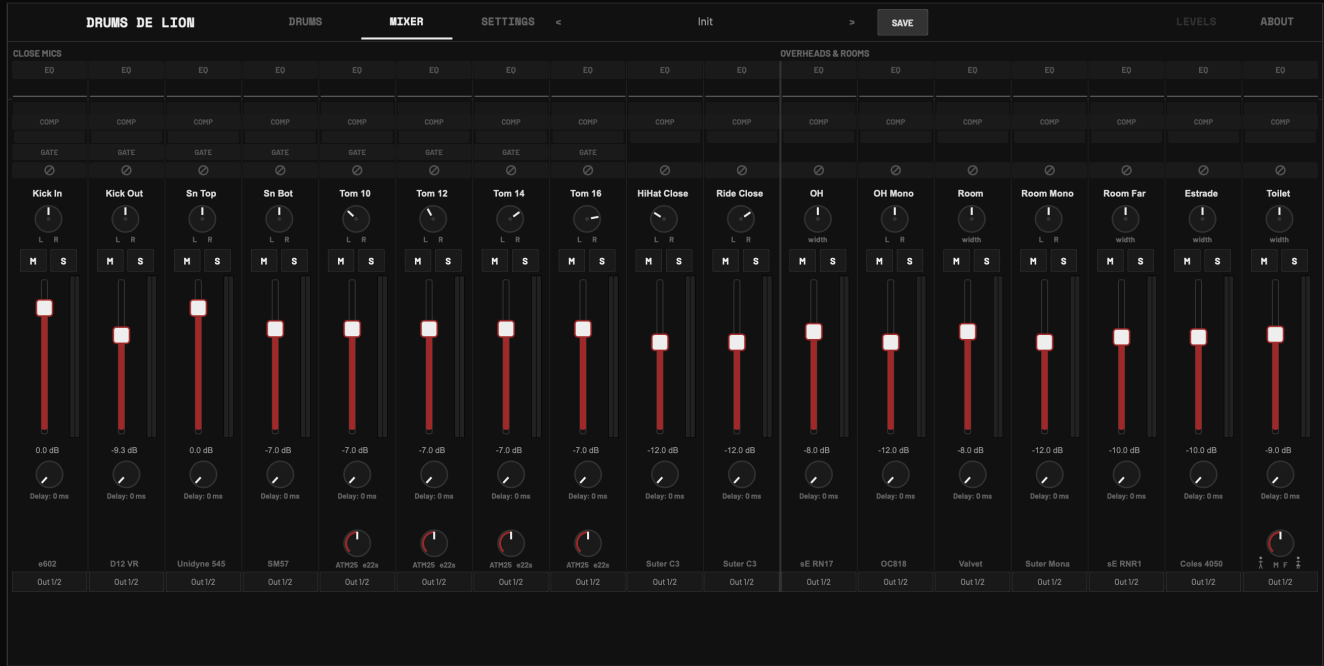 DRUMS DE LION DRUMS MIXER SETTINGS < Init > SAVE LEVELS ABOUT
CLOSE MICS OVERHEADS & ROOMS
EQ EQ EQ EQ EQ EQ EQ EQ EQ EQ EQ EQ EQ EQ EQ EQ EQ
COMP COMP COMP COMP COMP COMP COMP COMP COMP COMP COMP COMP COMP COMP COMP COMP COMP
GATE GATE GATE GATE GATE GATE GATE GATE
Kick In Kick Out Sn Top Sn Bot Tom 10 Tom 12 Tom 14 Tom 16 HiHat Close Ride Close OH OH Mono Room Room Mono Room Far Estrade Toilet
L R L R L R L R L R L R L R L R L R L R width L R width L R width width width
M S M S M S M S M S M S M S M S M S M S M S M S M S M S M S M S M S
0.0 dB -9.3 dB 0.0 dB -7.0 dB -7.0 dB -7.0 dB -7.0 dB -7.0 dB -12.0 dB -12.0 dB -8.0 dB -12.0 dB -8.0 dB -12.0 dB -10.0 dB -10.0 dB -9.0 dB
Delay: 0 ms Delay: 0 ms Delay: 0 ms Delay: 0 ms Delay: 0 ms Delay: 0 ms Delay: 0 ms Delay: 0 ms Delay: 0 ms Delay: 0 ms Delay: 0 ms Delay: 0 ms Delay: 0 ms Delay: 0 ms Delay: 0 ms Delay: 0 ms Delay: 0 ms
e602 D12 VR Unidyne 545 SM57 ATM25 e22s ATM25 e22s ATM25 e22s ATM25 e22s Suter C3 Suter C3 sE RN17 OC818 Valvet Suter Mona sE RNR1 Coles 4050 M F
Out 1/2 Out 1/2 Out 1/2 Out 1/2 Out 1/2 Out 1/2 Out 1/2 Out 1/2 Out 1/2 Out 1/2 Out 1/2 Out 1/2 Out 1/2 Out 1/2 Out 1/2 Out 1/2 Out 1/2